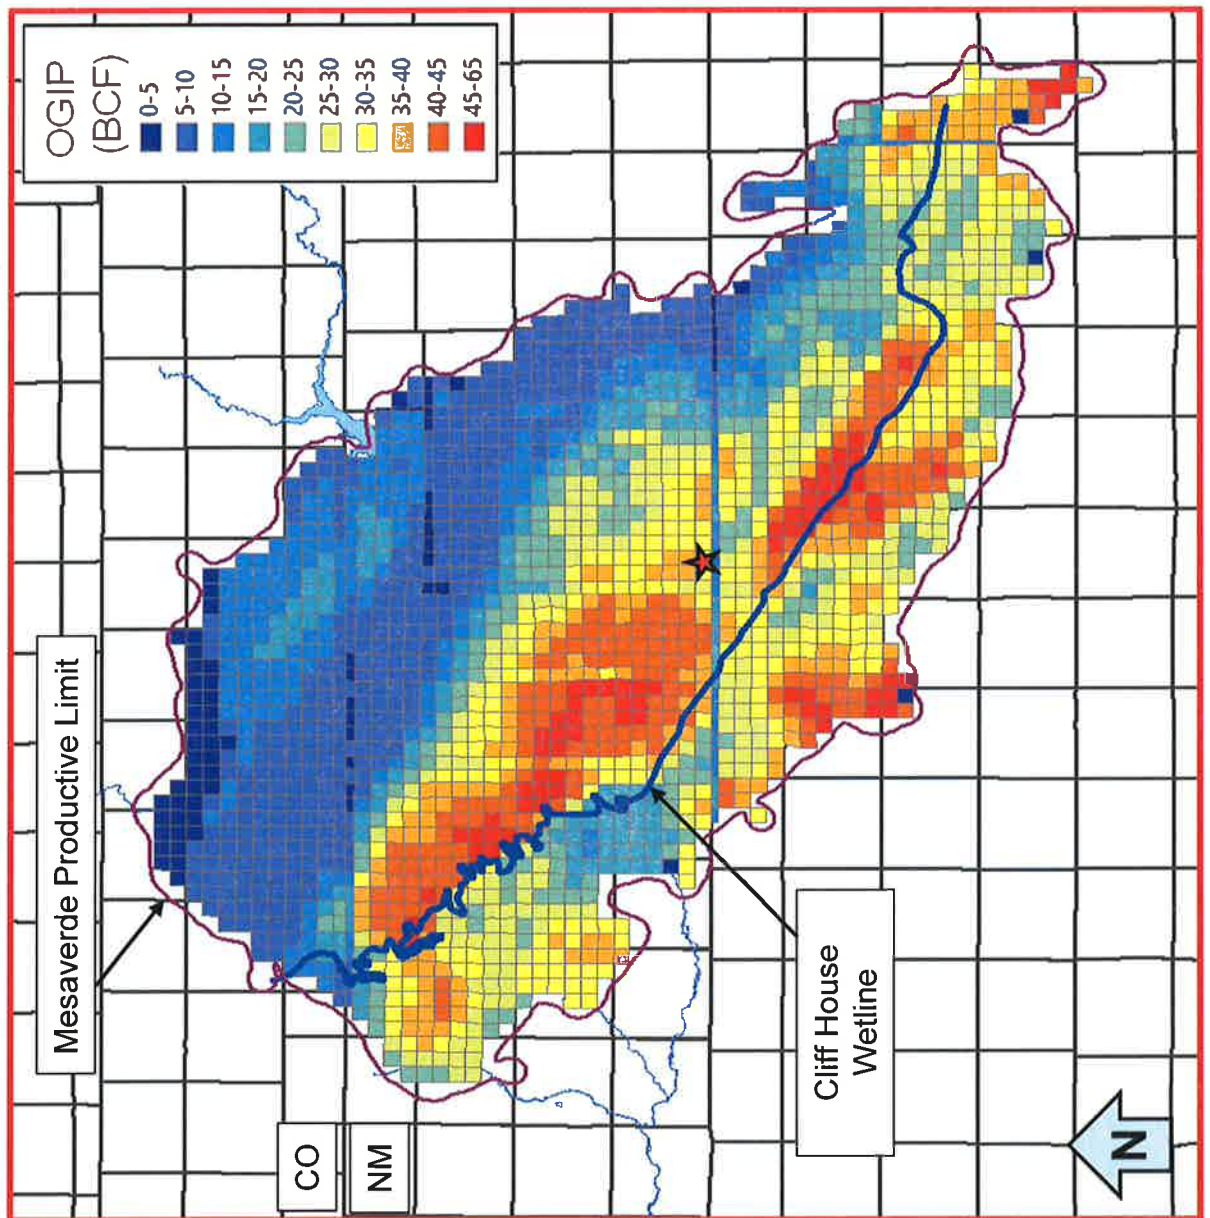 OGIP
(BCF)
0-5
5-10
10-15
15-20
20-25
25-30
30-35
35-40
40-45
45-65
Mesaverde Productive Limit
CO
NM
Cliff House
Wetline
N